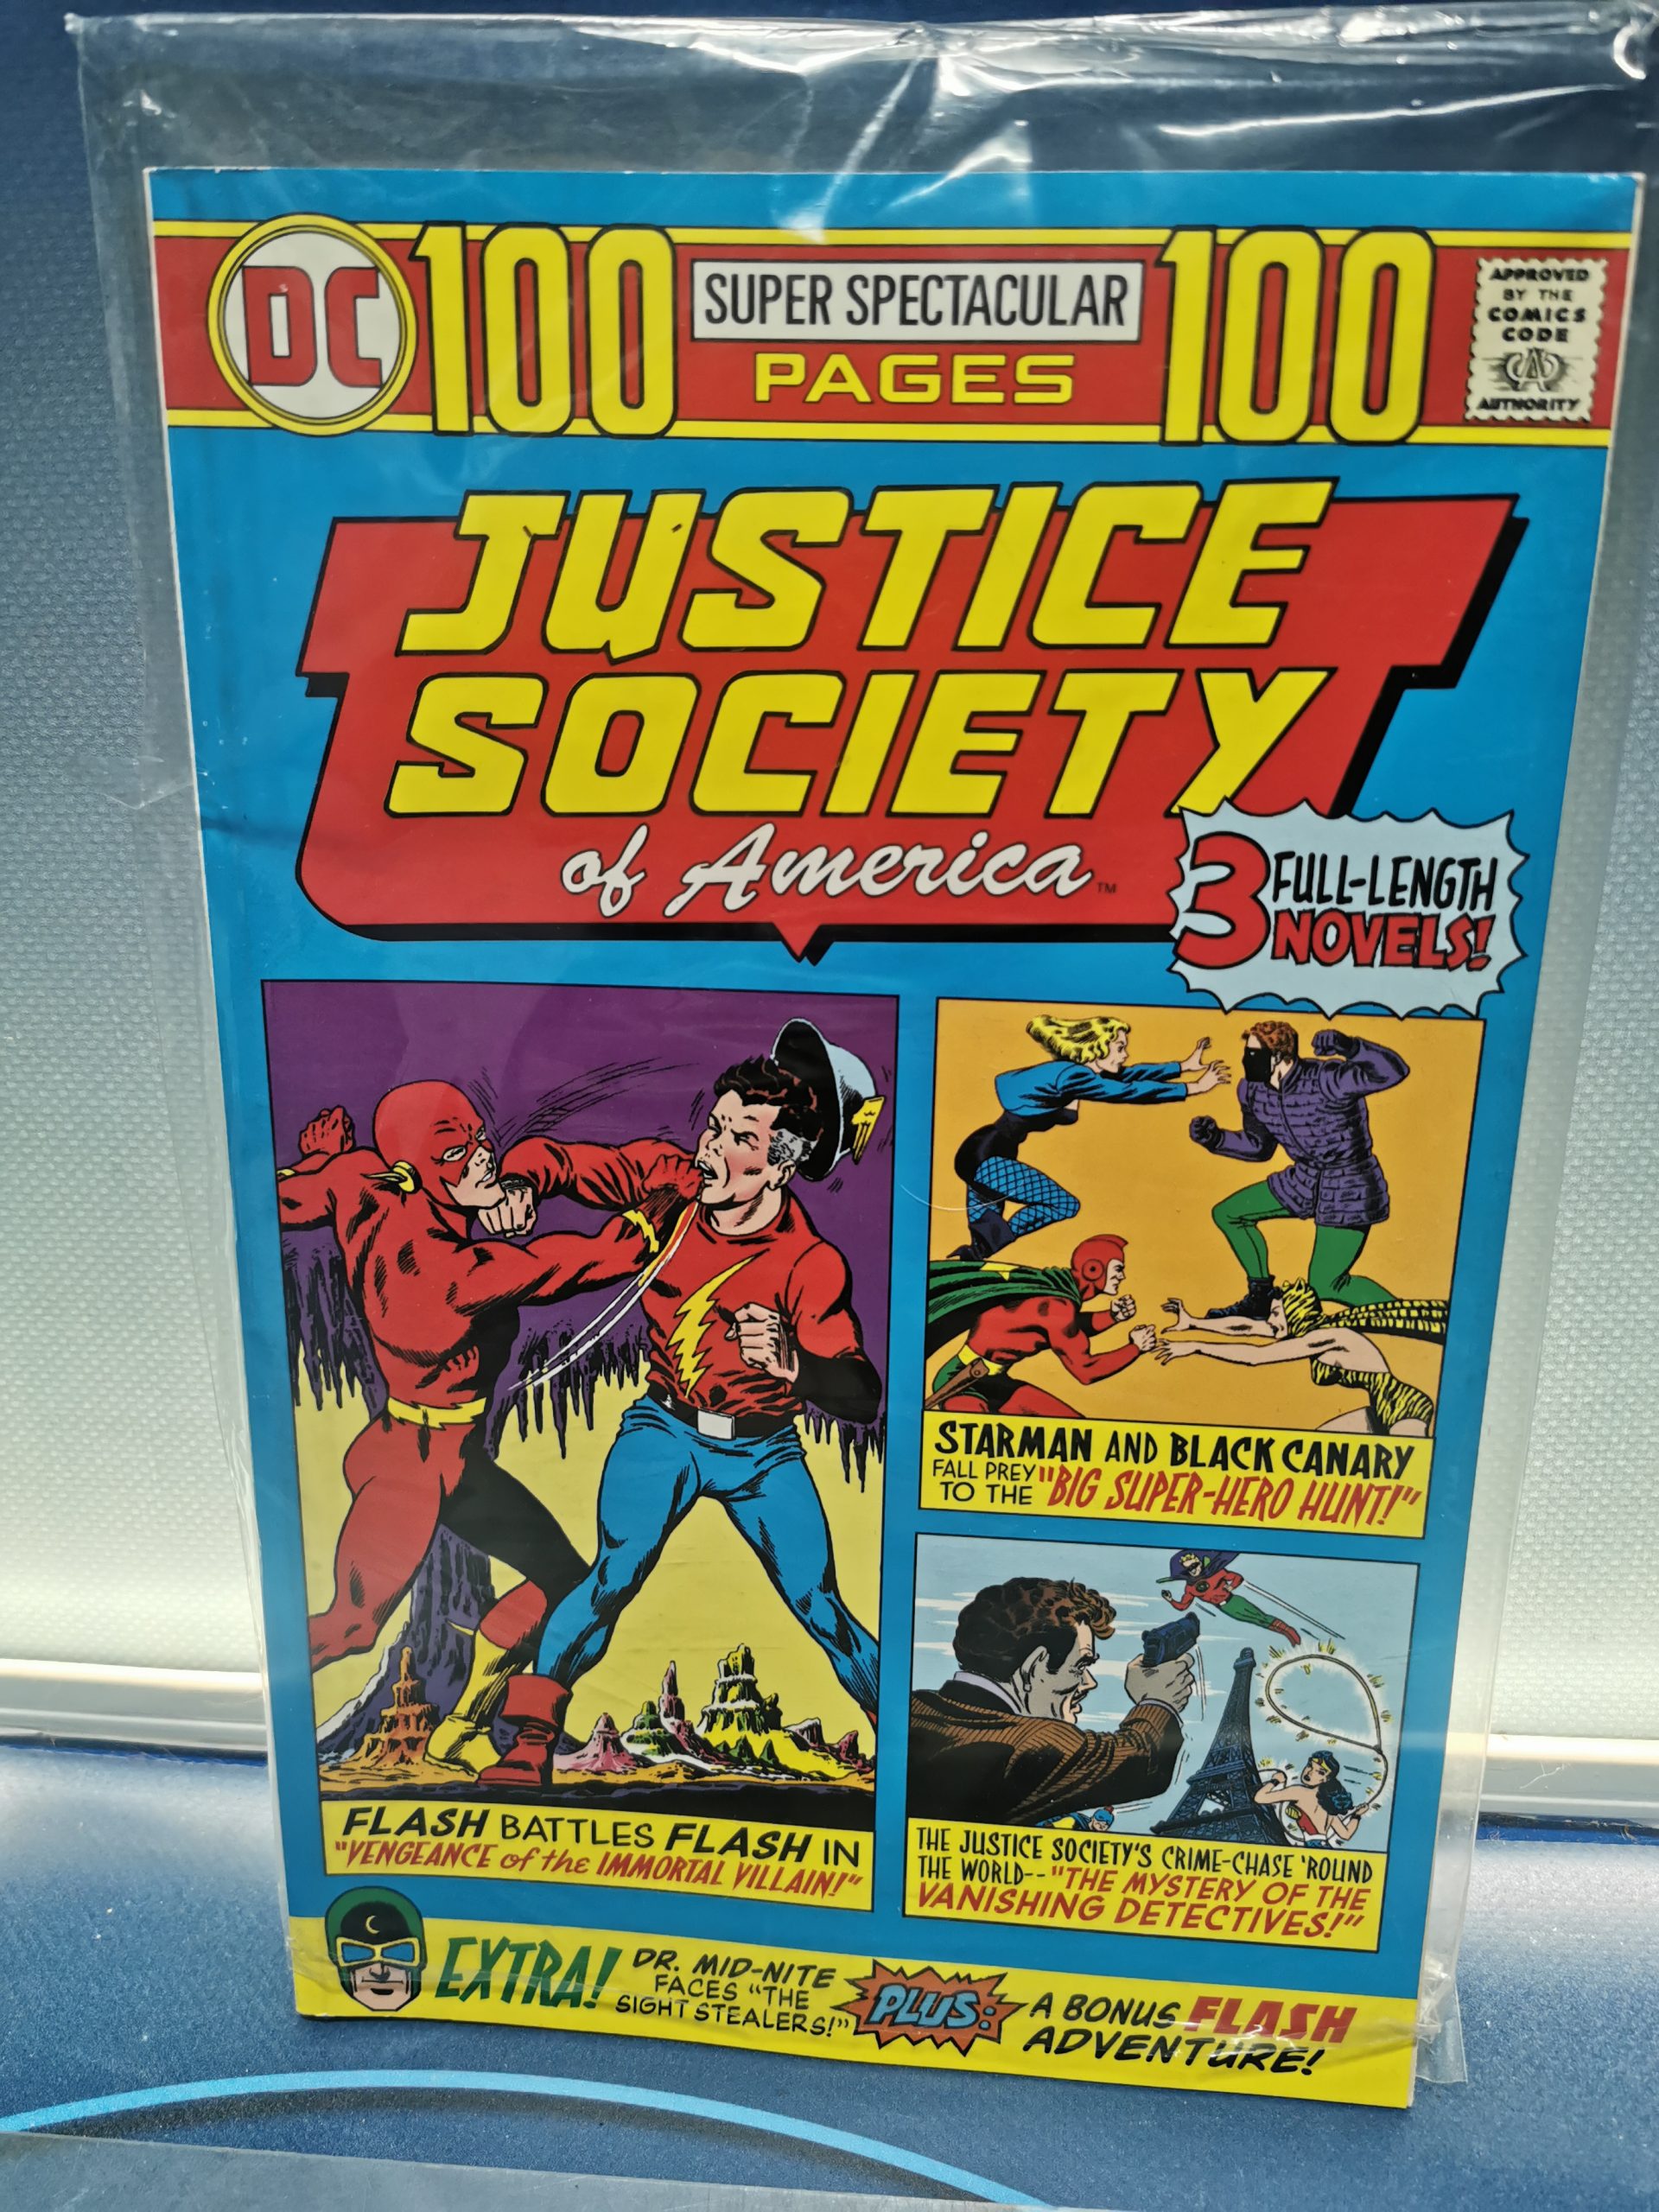 DC 100 SUPER SPECTACULAR 100
PAGES
APPROVED
BY THE
COMICS
CODE
CA
AUTHORITY
JUSTICE
SOCIETY
of America™
3 FULL-LENGTH
NOVELS!
FLASH BATTLES FLASH IN
"VENGEANCE of the IMMORTAL VILLAIN!"
STARMAN AND BLACK CANARY
FALL PREY "BIG SUPER-HERO HUNT!"
TO THE
THE JUSTICE SOCIETY'S CRIME-CHASE 'ROUND
THE WORLD-- "THE MYSTERY OF THE
VANISHING DETECTIVES!"
EXTRA!
DR. MID-NITE
FACES "THE
SIGHT STEALERS!"
PLUS:
A BONUS FLASH
ADVENTURE!